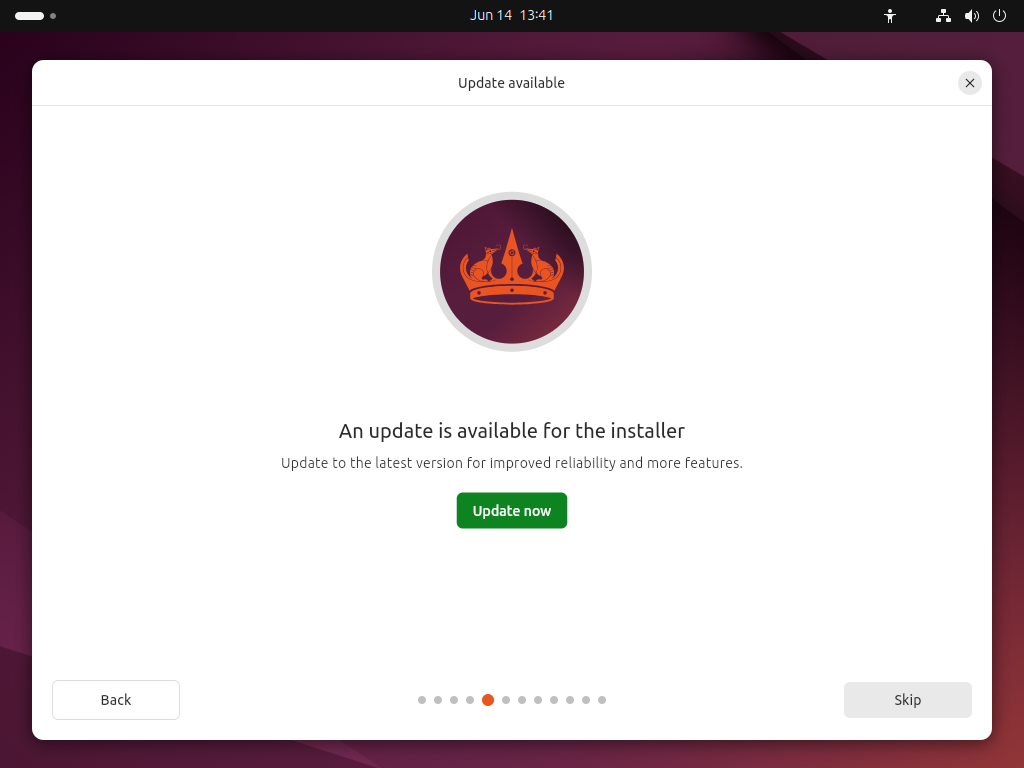 Jun 14 13:41
Update available
An update is available for the installer
Update to the latest version for improved reliability and more features.
Update now
Back
Skip